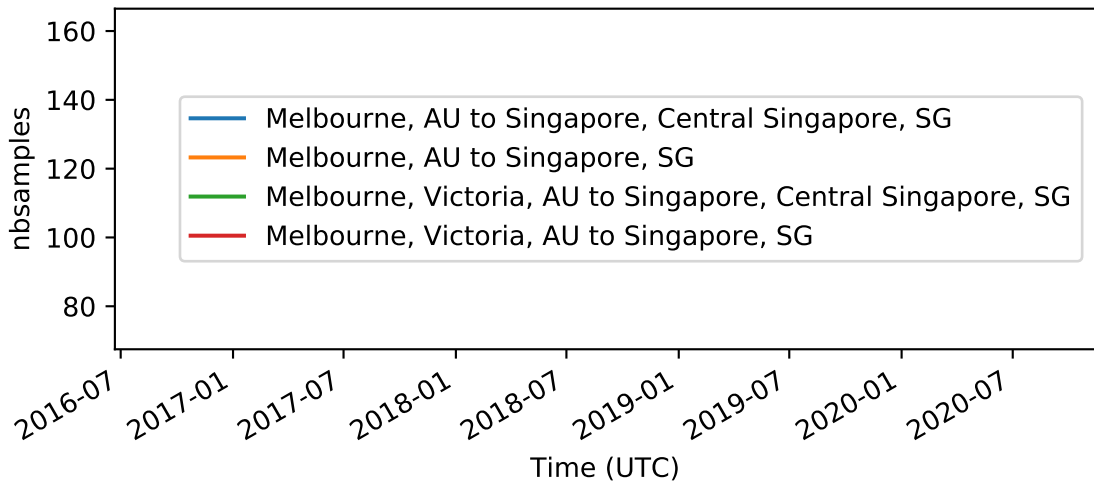 160
140
120
100
80
nbsamples
Melbourne, AU to Singapore, Central Singapore, SG
Melbourne, AU to Singapore, SG
Melbourne, Victoria, AU to Singapore, Central Singapore, SG
Melbourne, Victoria, AU to Singapore, SG
2016-07
2017-01
2017-07
2018-01
2018-07
2019-01
2019-07
2020-01
2020-07
Time (UTC)